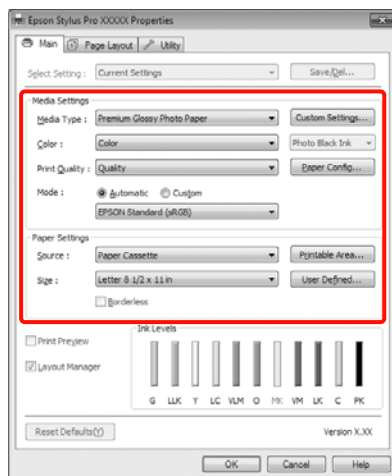 Epson Stylus Pro XXXXX Properties
Main Page Layout Utility
Select Setting : Current Settings Save/Del...
Media Settings
Media Type : Premium Glossy Photo Paper Custom Settings...
Color : Color Photo Black Ink
Print Quality : Quality Paper Config...
Mode : Automatic Custom
EPSON Standard (sRGB)
Paper Settings
Source : Paper Cassette Printable Area...
Size : Letter 8 1/2 x 11 in User Defined...
Borderless
Print Preview
Layout Manager
Ink Levels
G LLK Y LC VLM O MK VM LK C PK
Reset Defaults(Y) Version X.XX
OK Cancel Help